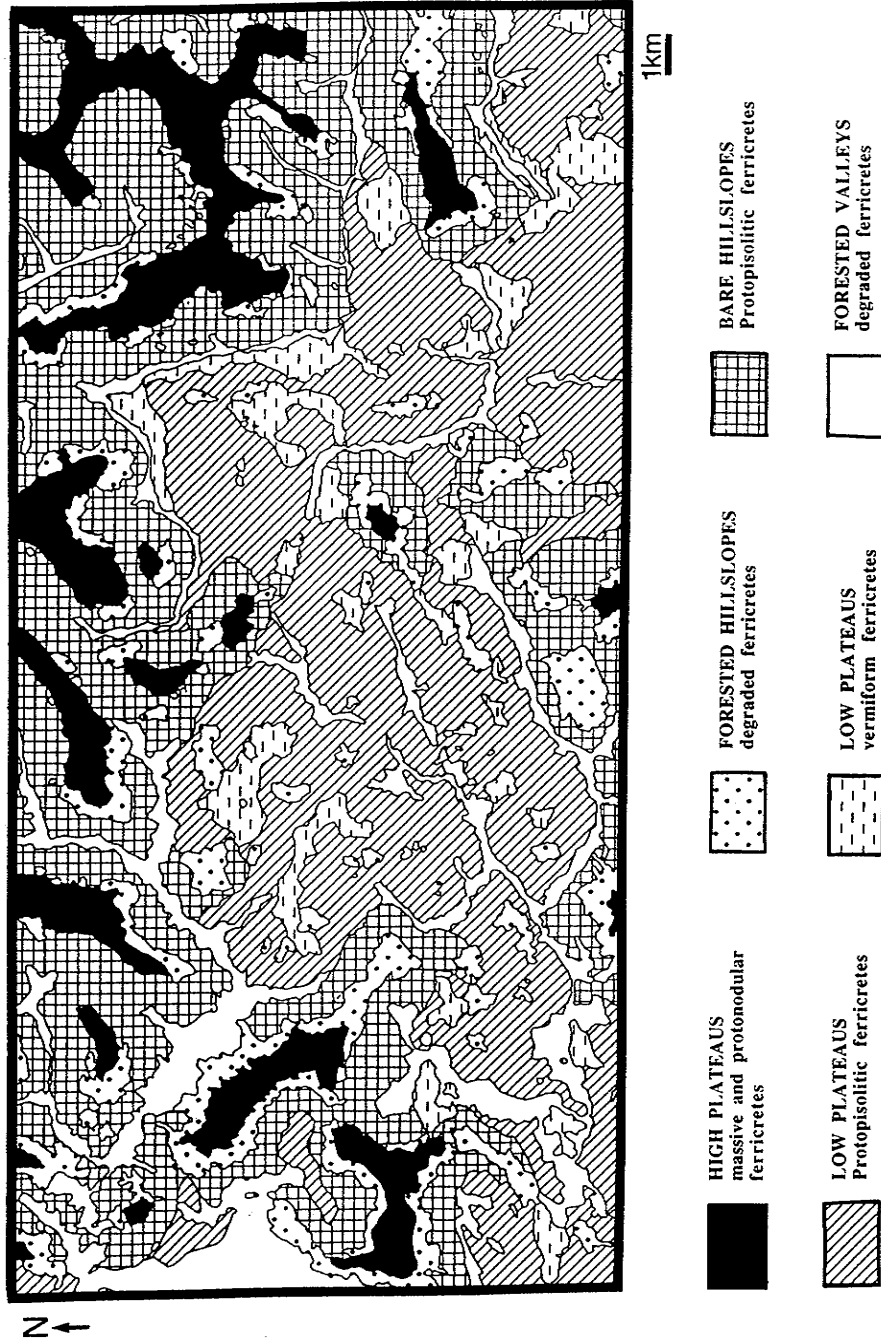 N
1km
HIGH PLATEAUS
massive and protonodular
ferricretes
FORESTED HILLSLOPES
degraded ferricretes
BARE HILLSLOPES
Protopisolitic ferricretes
LOW PLATEAUS
Protopisolitic ferricretes
LOW PLATEAUS
vermiform ferricretes
FORESTED VALLEYS
degraded ferricretes